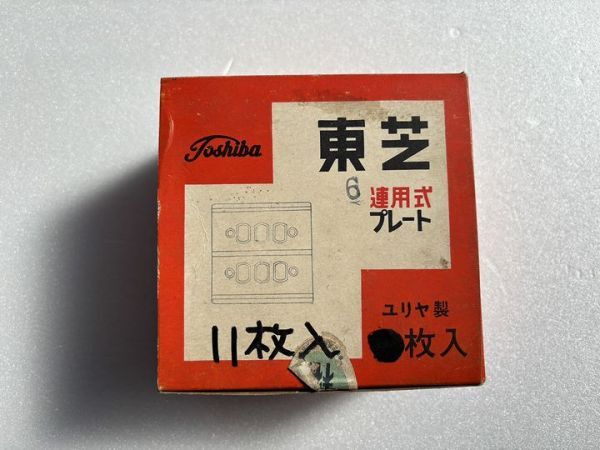 Toshiba
東芝
6
連用式
プレート
ユリヤ製
11枚入
枚入